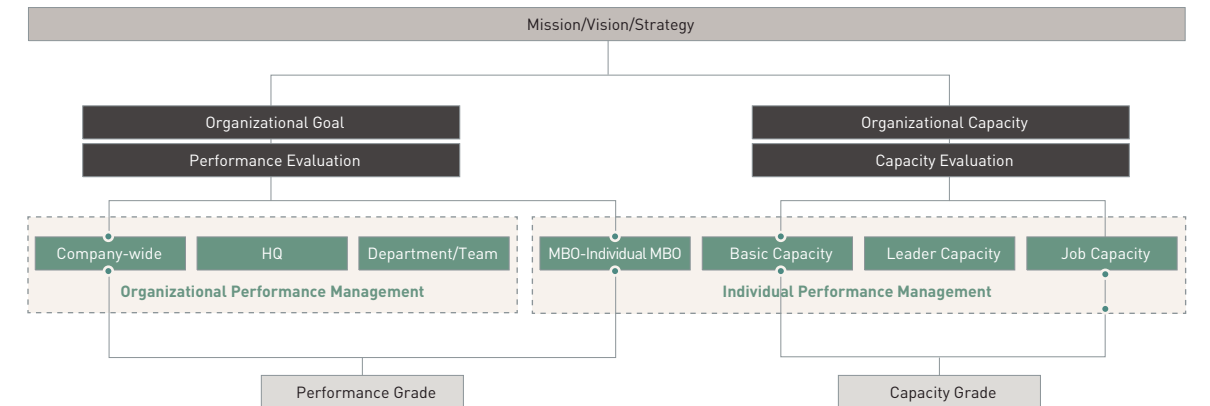 Mission/Vision/Strategy
Organizational Goal
Organizational Capacity
Performance Evaluation
Capacity Evaluation
Company-wide
HQ
Department/Team
MBO-Individual MBO
Basic Capacity
Leader Capacity
Job Capacity
Organizational Performance Management
Individual Performance Management
Performance Grade
Capacity Grade